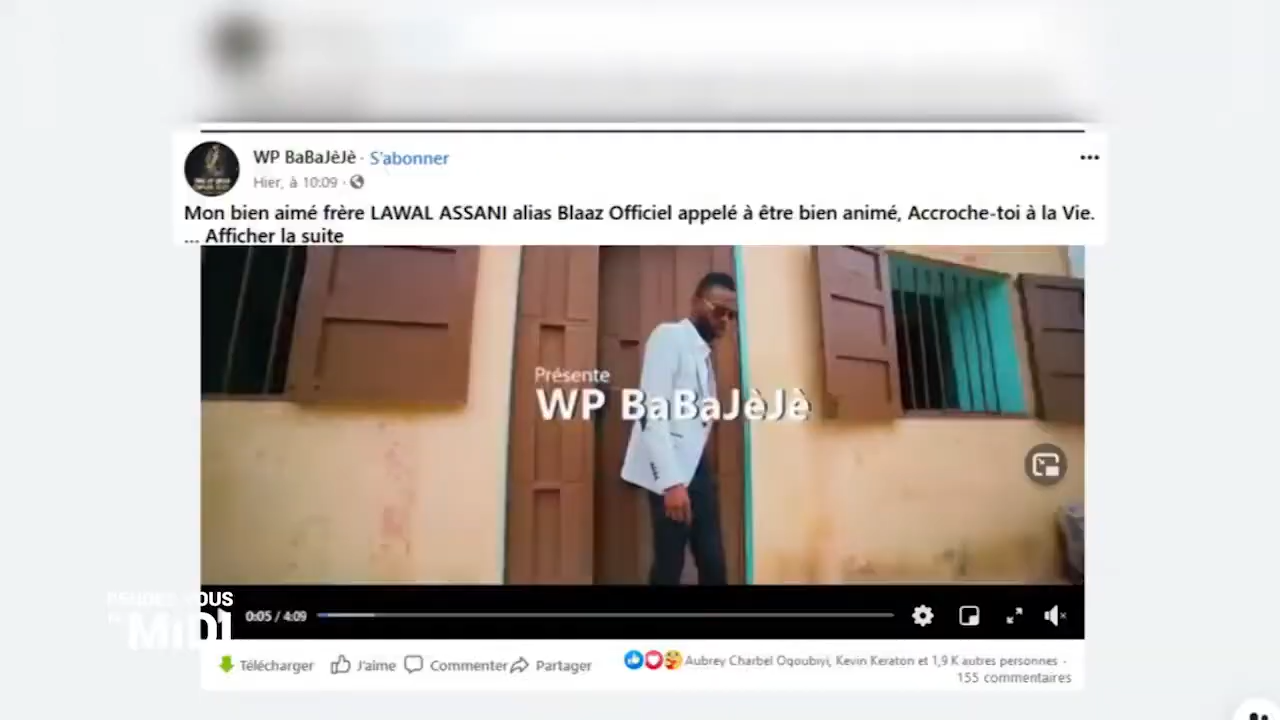 WP BaBaJèJè · S'abonner
Hier, à 10:09 ·
Mon bien aimé frère LAWAL ASSANI alias Blaaz Officiel appelé à être bien animé, Accroche-toi à la Vie.
... Afficher la suite
Présente
WP BaBaJèJè
0:05 / 4:09
RENDEZ-VOUS
MiDI
Télécharger J'aime Commenter Partager
Aubrey Charbel Ogoubiyi, Kevin Keraton et 1,9 K autres personnes ·
155 commentaires